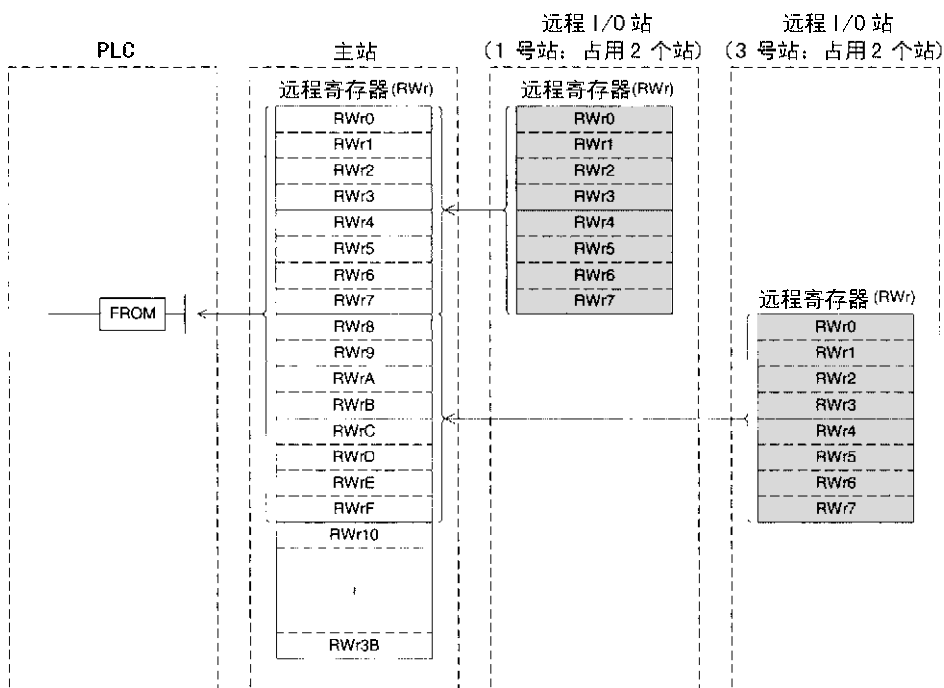 PLC
主站
远程 I/O 站
(1 号站: 占用 2 个站)
远程 I/O 站
(3 号站: 占用 2 个站)
远程寄存器(RWr)
RWr0
RWr1
RWr2
RWr3
RWr4
RWr5
RWr6
RWr7
RWr8
RWr9
RWrA
RWrB
RWrC
RWrD
RWrE
RWrF
RWr10
RWr3B
FROM
远程寄存器(RWr)
RWr0
RWr1
RWr2
RWr3
RWr4
RWr5
RWr6
RWr7
远程寄存器 (RWr)
RWr0
RWr1
RWr2
RWr3
RWr4
RWr5
RWr6
RWr7